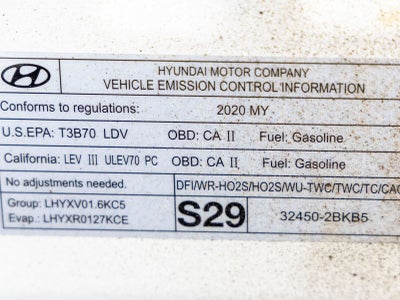 HYUNDAI MOTOR COMPANY
VEHICLE EMISSION CONTROL INFORMATION
Conforms to regulations: 2020 MY
U.S.EPA: T3B70 LDV OBD: CA II Fuel: Gasoline
California: LEV III ULEV70 PC OBD: CA II Fuel: Gasoline
No adjustments needed. DFI/WR-HO2S/HO2S/WU-TWC/TWC/TC/CAC
Group: LHYXV01.6KC5
Evap.: LHYXR0127KCE
S29
32450-2BKB5